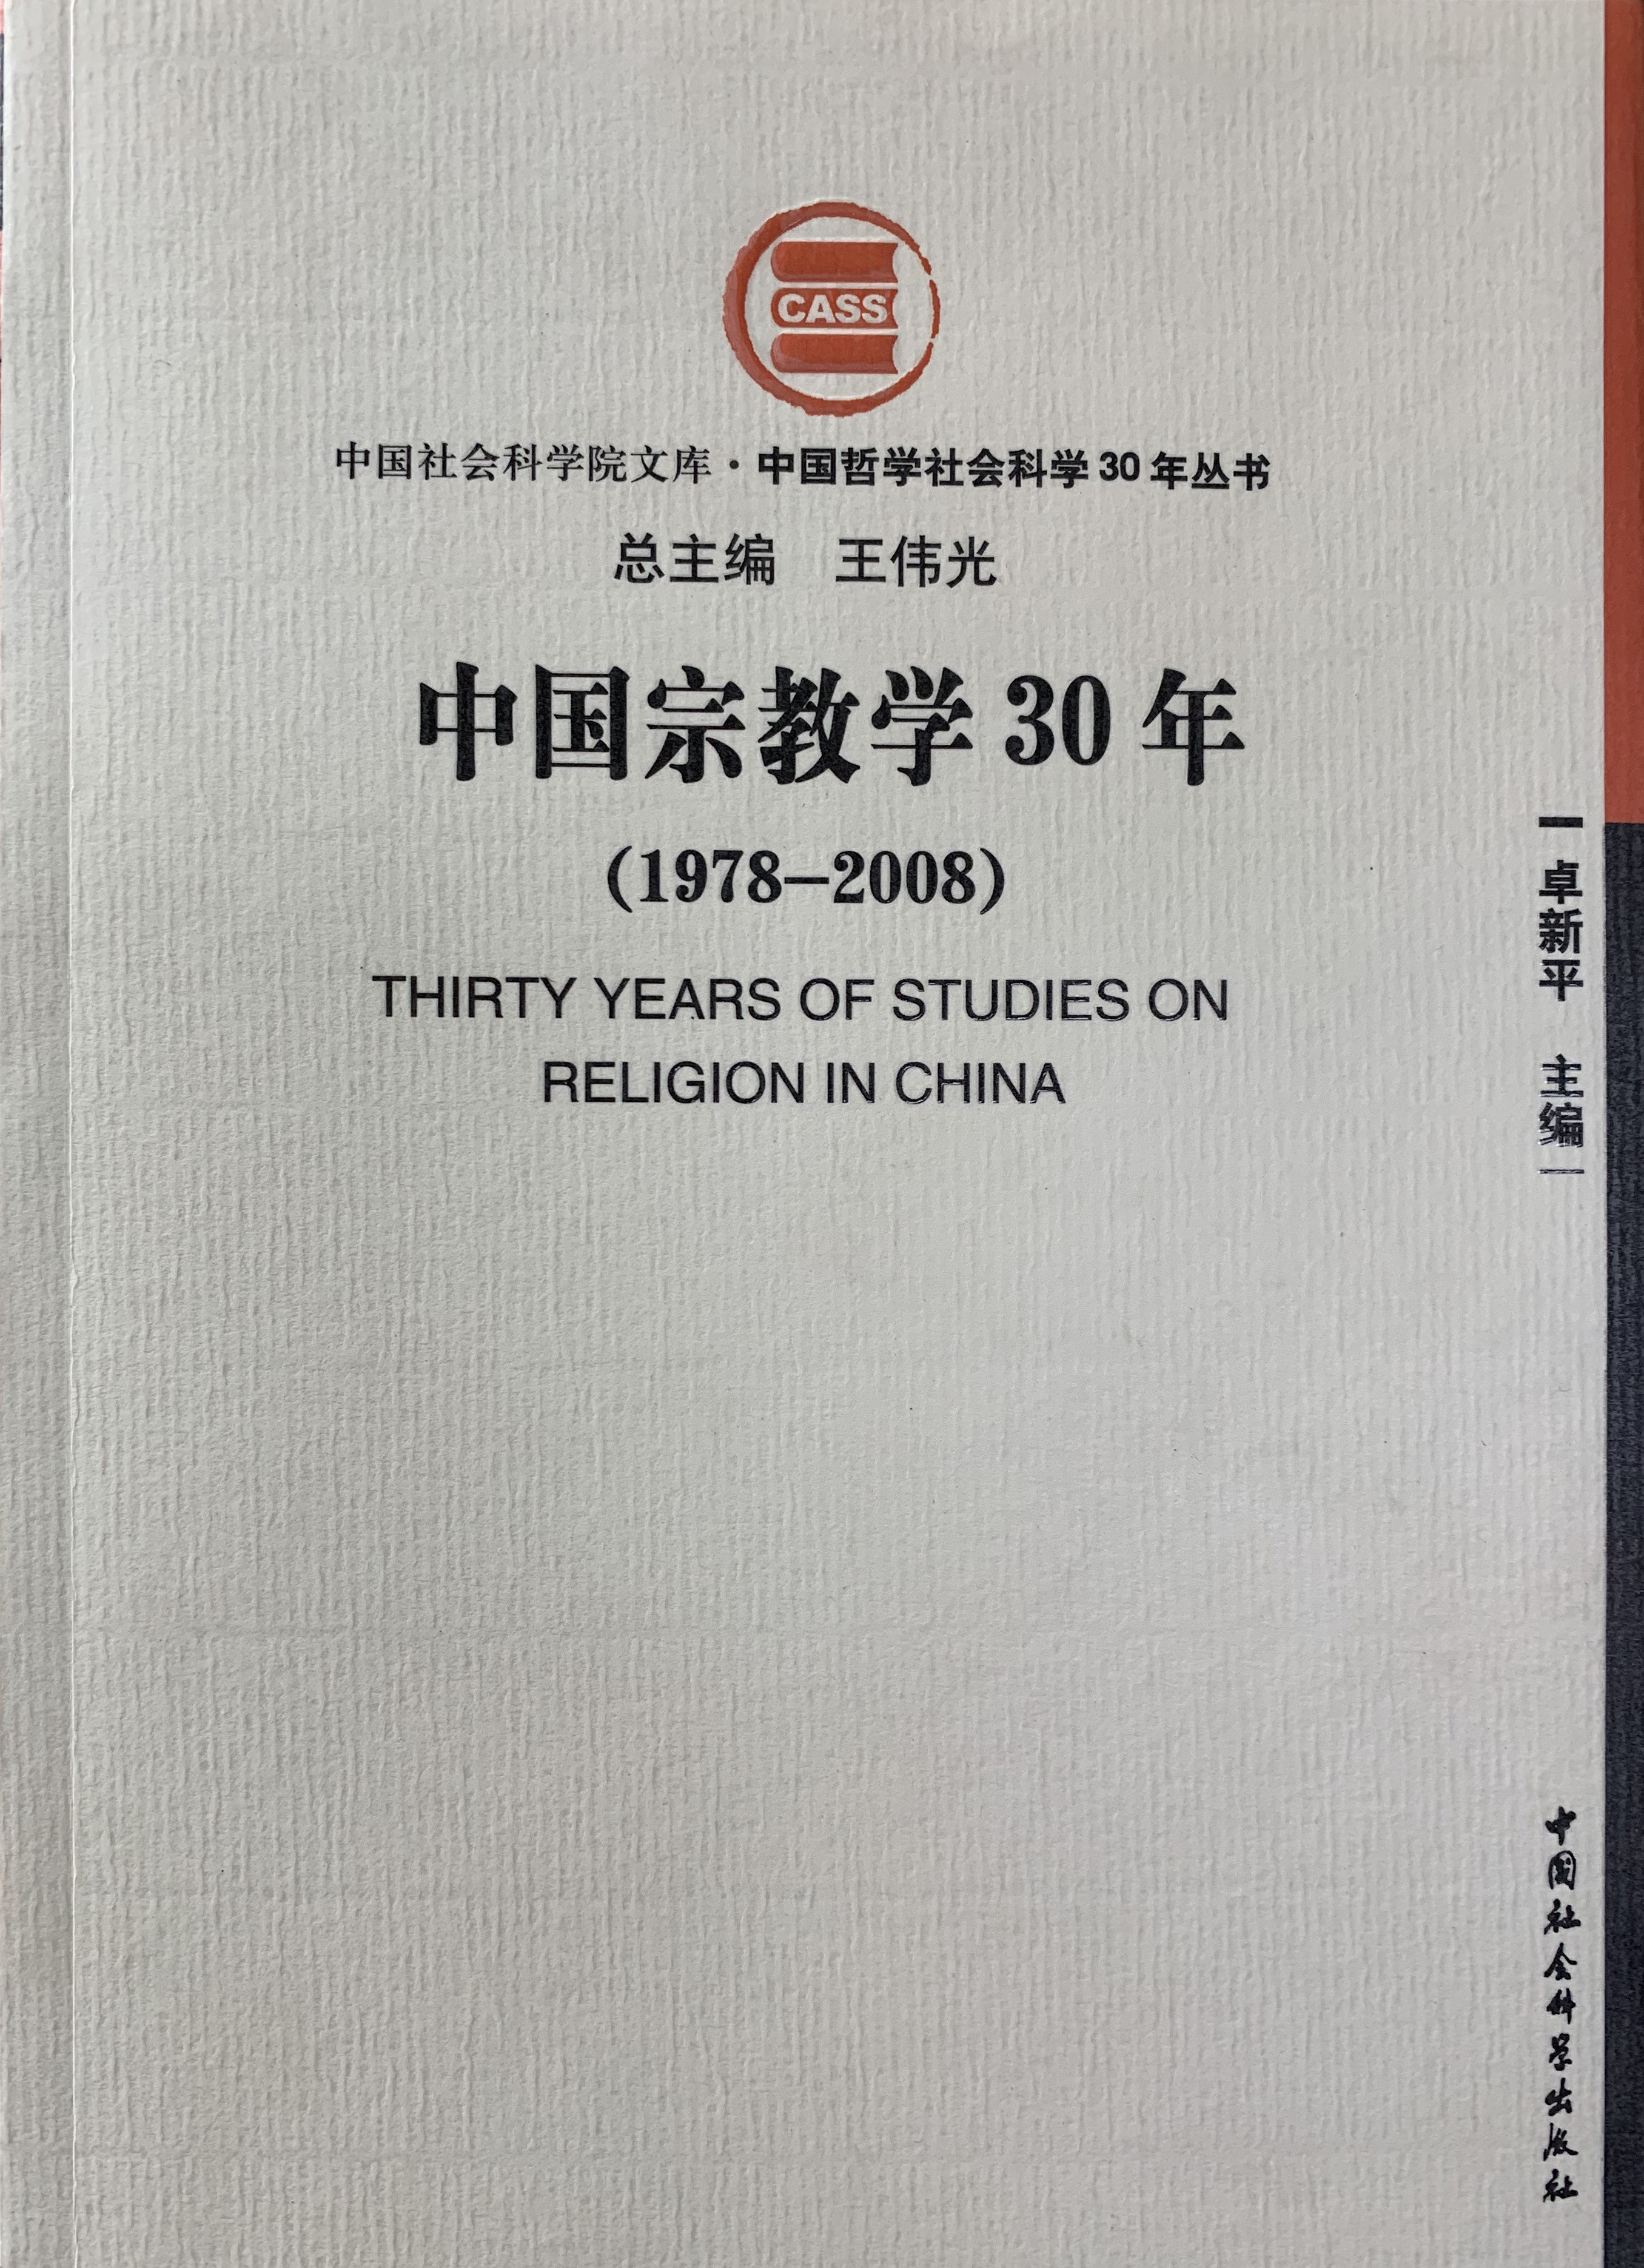 CASS
中国社会科学院文库·中国哲学社会科学30年丛书
总主编 王伟光
中国宗教学30年
(1978-2008)
THIRTY YEARS OF STUDIES ON
RELIGION IN CHINA
卓新平 主编
中国社会科学出版社